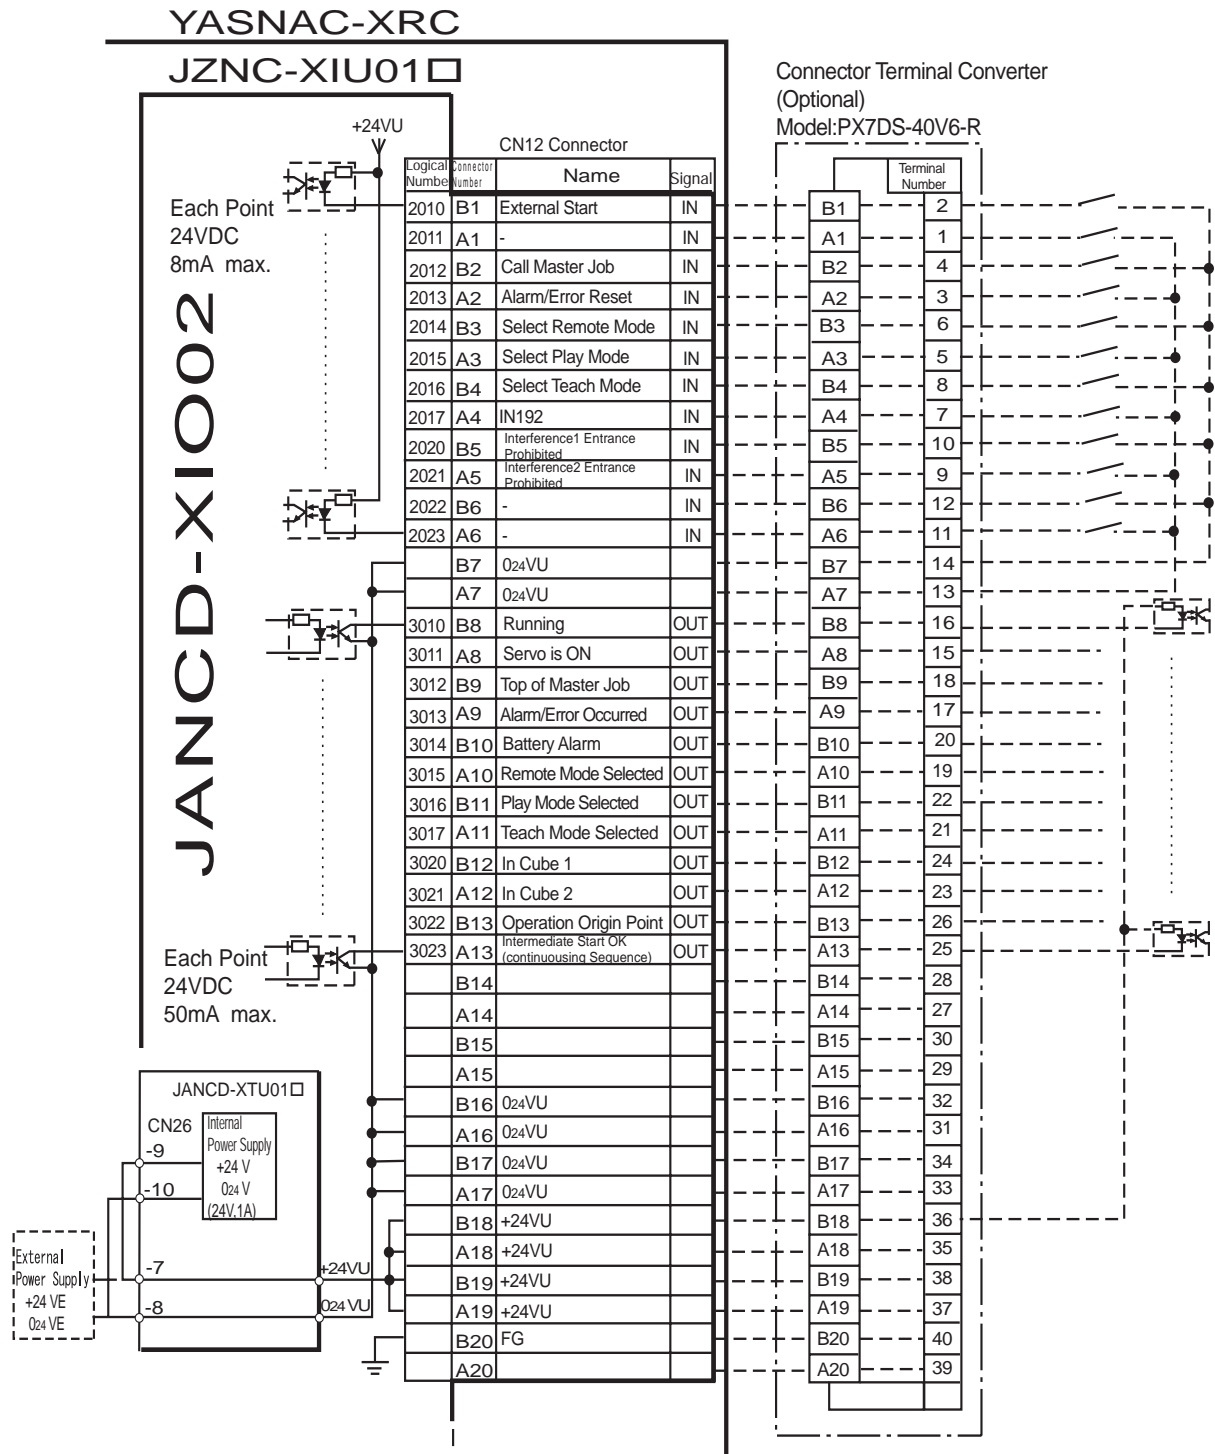 YASNAC-XRC
JZNC-XIU01□
Connector Terminal Converter
(Optional)
Model:PX7DS-40V6-R
+24VU
CN12 Connector
Logical Numbe Connector Number Name Signal
Terminal Number
Each Point
24VDC
8mA max.
JANCD-XIO02
2010 B1 External Start IN B1 2
2011 A1 - IN A1 1
2012 B2 Call Master Job IN B2 4
2013 A2 Alarm/Error Reset IN A2 3
2014 B3 Select Remote Mode IN B3 6
2015 A3 Select Play Mode IN A3 5
2016 B4 Select Teach Mode IN B4 8
2017 A4 IN192 IN A4 7
2020 B5 Interference1 Entrance Prohibited IN B5 10
2021 A5 Interference2 Entrance Prohibited IN A5 9
2022 B6 - IN B6 12
2023 A6 - IN A6 11
B7 024VU B7 14
A7 024VU A7 13
3010 B8 Running OUT B8 16
3011 A8 Servo is ON OUT A8 15
3012 B9 Top of Master Job OUT B9 18
3013 A9 Alarm/Error Occurred OUT A9 17
3014 B10 Battery Alarm OUT B10 20
3015 A10 Remote Mode Selected OUT A10 19
3016 B11 Play Mode Selected OUT B11 22
3017 A11 Teach Mode Selected OUT A11 21
3020 B12 In Cube 1 OUT B12 24
3021 A12 In Cube 2 OUT A12 23
3022 B13 Operation Origin Point OUT B13 26
3023 A13 Intermediate Start OK (continuousing Sequence) OUT A13 25
Each Point
24VDC
50mA max.
B14 B14 28
A14 A14 27
B15 B15 30
A15 A15 29
B16 024VU B16 32
A16 024VU A16 31
B17 024VU B17 34
A17 024VU A17 33
B18 +24VU B18 36
A18 +24VU A18 35
B19 +24VU B19 38
A19 +24VU A19 37
B20 FG B20 40
A20 A20 39
JANCD-XTU01□
CN26
Internal
Power Supply
+24 V
024 V
(24V,1A)
-9
-10
-7
-8
+24VU
024 VU
External
Power Supply
+24 VE
024 VE